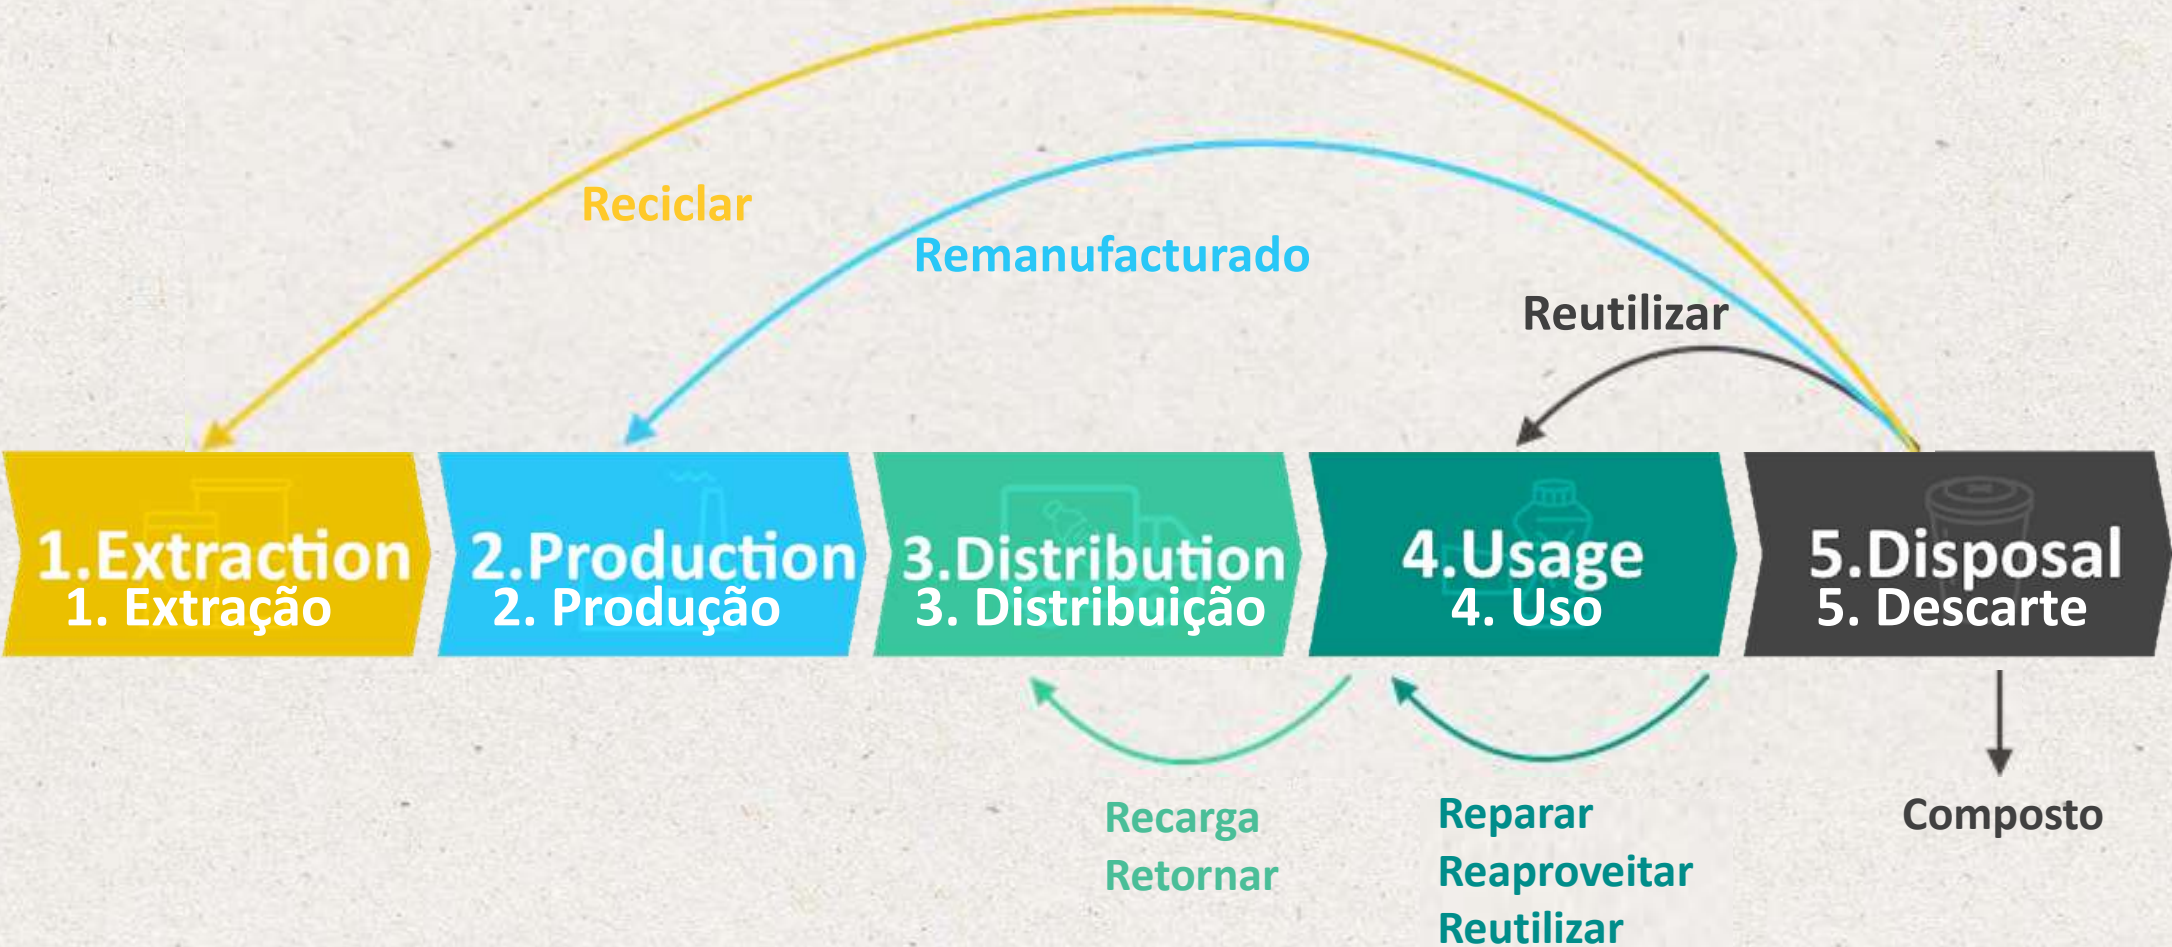 Reciclar
Remanufacturado
Reutilizar
1.Extraction
1. Extração
2.Production
2. Produção
3.Distribution
3. Distribuição
4.Usage
4. Uso
5.Disposal
5. Descarte
Recarga
Retornar
Reparar
Reaproveitar
Reutilizar
Composto